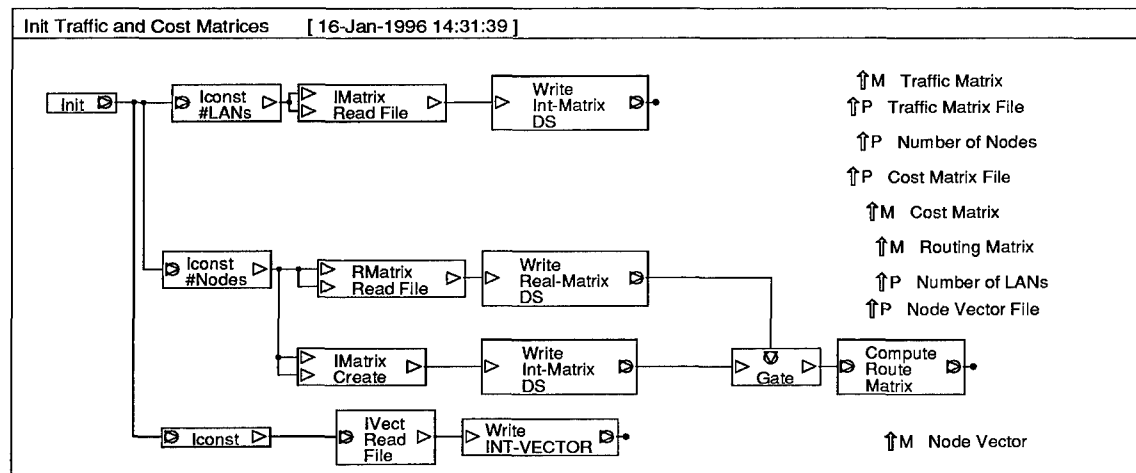 Init Traffic and Cost Matrices [ 16-Jan-1996 14:31:39 ]
Init
Iconst
#LANs
IMatrix
Read File
Write
Int-Matrix
DS
⇑M Traffic Matrix
⇑P Traffic Matrix File
⇑P Number of Nodes
⇑P Cost Matrix File
⇑M Cost Matrix
⇑M Routing Matrix
⇑P Number of LANs
⇑P Node Vector File
Iconst
#Nodes
RMatrix
Read File
Write
Real-Matrix
DS
IMatrix
Create
Write
Int-Matrix
DS
Gate
Compute
Route
Matrix
Iconst
IVect
Read
File
Write
INT-VECTOR
⇑M Node Vector